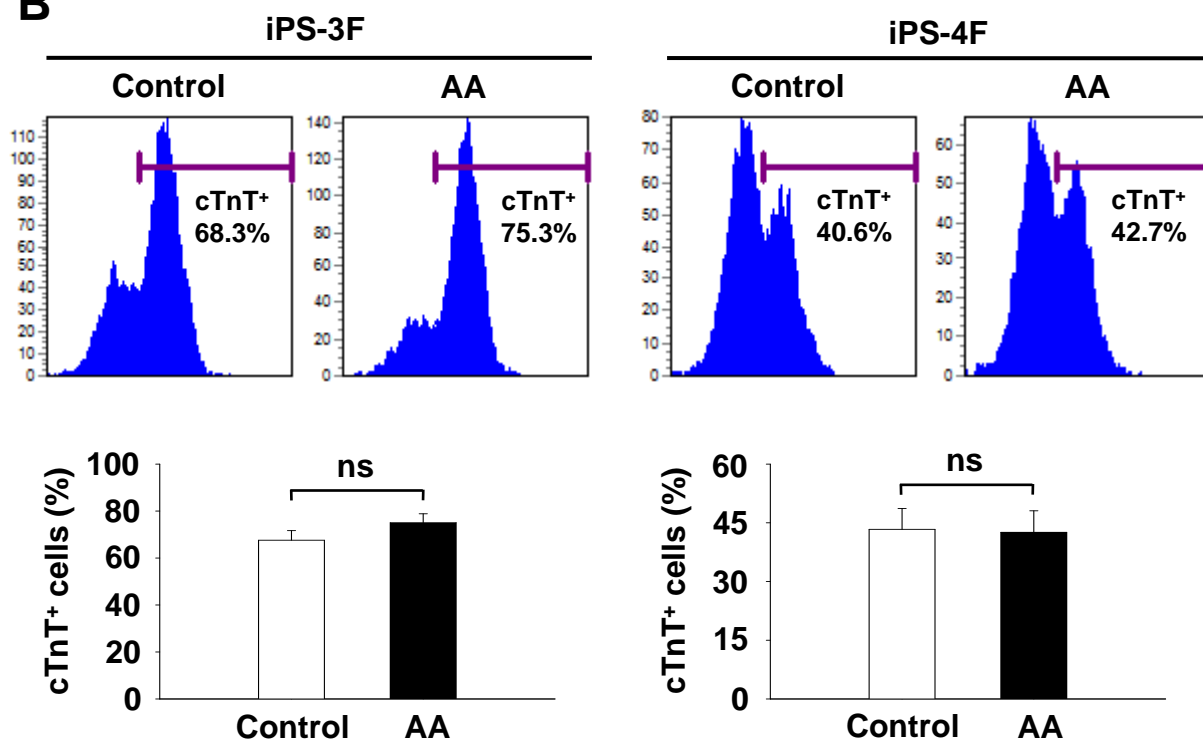 B
iPS-3F
iPS-4F
Control
AA
Control
AA
110
100
90
80
70
60
50
40
30
20
10
0
cTnT⁺
68.3%
140
120
100
80
60
40
20
0
cTnT⁺
75.3%
80
70
60
50
40
30
20
10
0
cTnT⁺
40.6%
60
50
40
30
20
10
0
cTnT⁺
42.7%
cTnT⁺ cells (%)
100
80
60
40
20
0
ns
Control
AA
cTnT⁺ cells (%)
60
45
30
15
0
ns
Control
AA